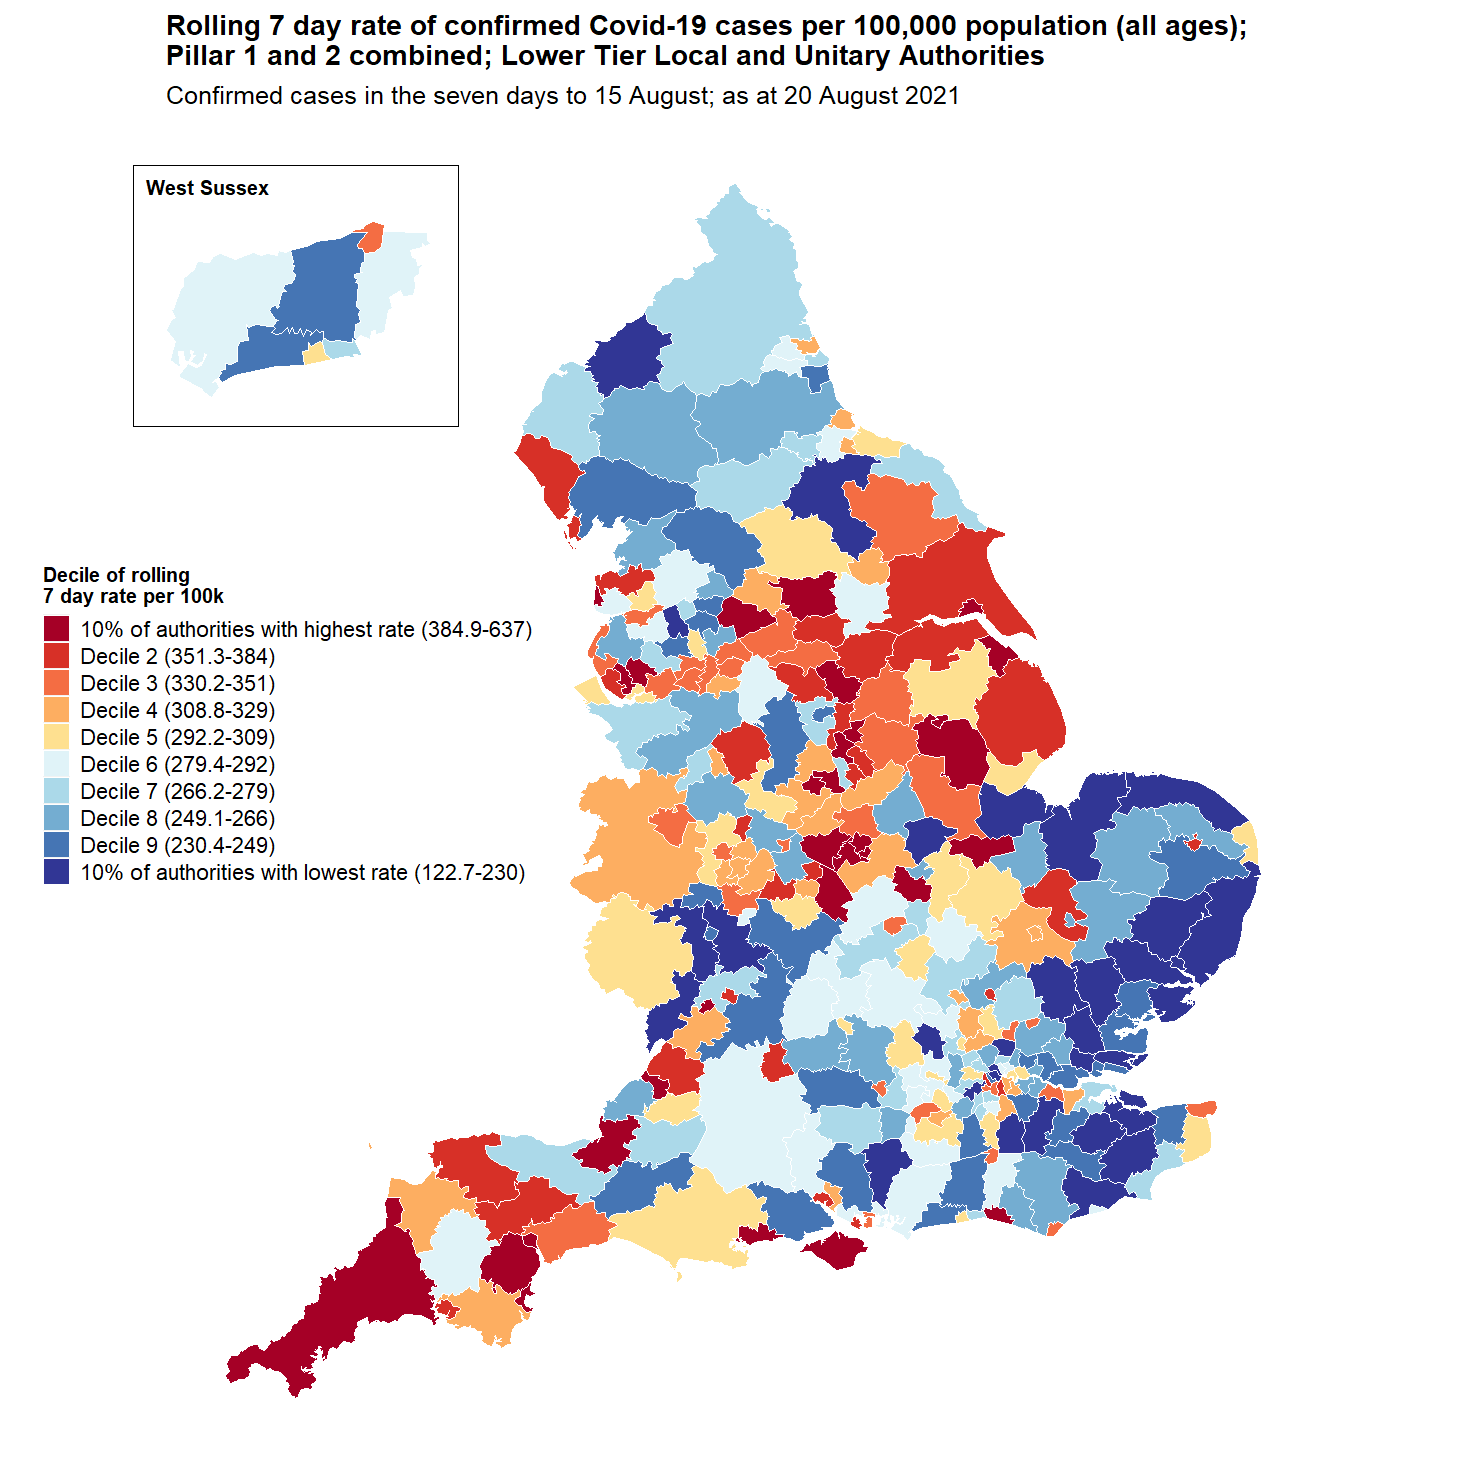 Rolling 7 day rate of confirmed Covid-19 cases per 100,000 population (all ages);
Pillar 1 and 2 combined; Lower Tier Local and Unitary Authorities
Confirmed cases in the seven days to 15 August; as at 20 August 2021
West Sussex
Decile of rolling
7 day rate per 100k
10% of authorities with highest rate (384.9-637)
Decile 2 (351.3-384)
Decile 3 (330.2-351)
Decile 4 (308.8-329)
Decile 5 (292.2-309)
Decile 6 (279.4-292)
Decile 7 (266.2-279)
Decile 8 (249.1-266)
Decile 9 (230.4-249)
10% of authorities with lowest rate (122.7-230)